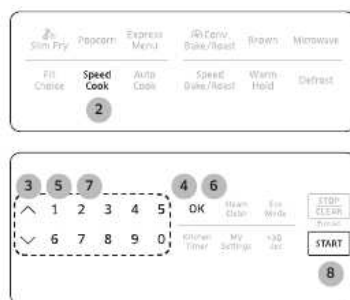 Slim Fry Popcorn Express Menu Conv. Bake/Roast Brown Microwave
Fit Choice Speed Cook Auto Cook Speed Bake/Roast Warm Hold Defrost
2
3 5 7 4 6
1 2 3 4 5 OK Steam Clean Eco Mode STOP CLEAR
6 7 8 9 0 Kitchen Timer My Settings +30 sec START
8